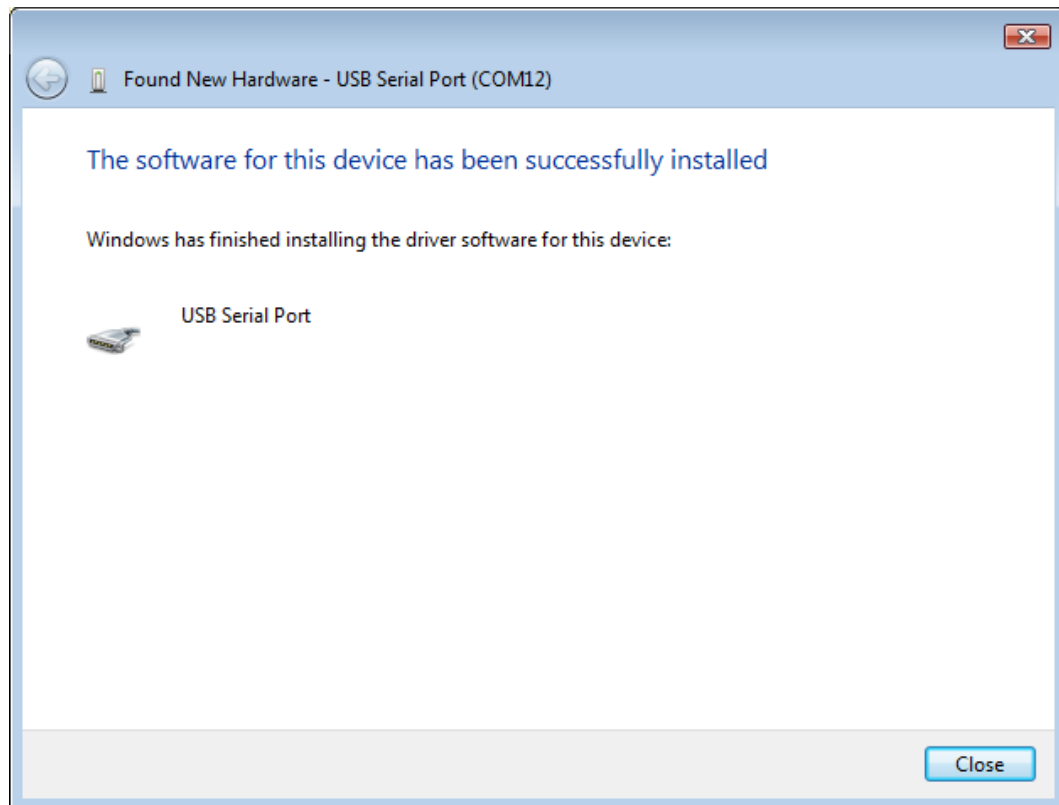 Found New Hardware - USB Serial Port (COM12)
The software for this device has been successfully installed
Windows has finished installing the driver software for this device:
USB Serial Port
Close